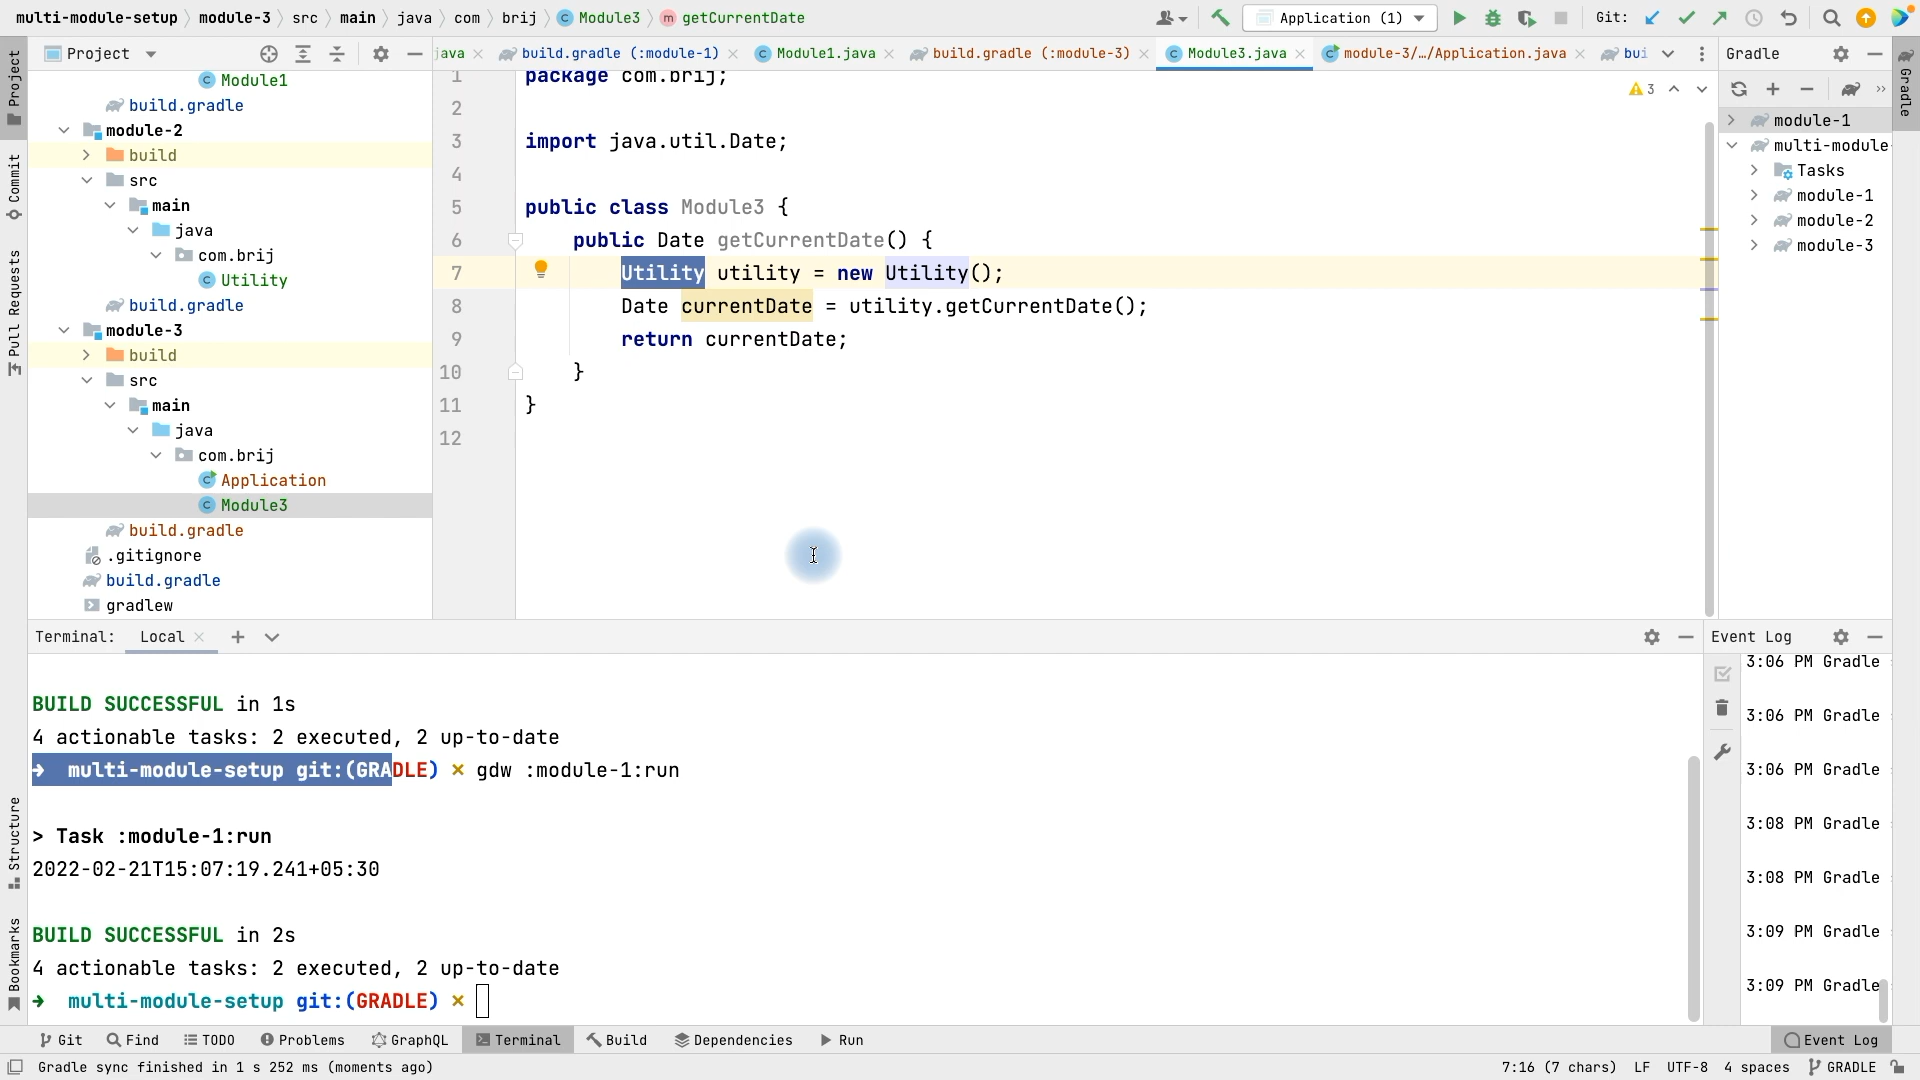 multi-module-setup module-3 src main java com brij Module3 getCurrentDate Application (1) Git:
Project java build.gradle (:module-1) Module1.java build.gradle (:module-3) Module3.java module-3/…/Application.java bui Gradle
Project
Commit
Pull Requests
Structure
Bookmarks
Module1
build.gradle
module-2
build
src
main
java
com.brij
Utility
build.gradle
module-3
build
src
main
java
com.brij
Application
Module3
build.gradle
.gitignore
build.gradle
gradlew
1 package com.brij;
2
3 import java.util.Date;
4
5 public class Module3 {
6 public Date getCurrentDate() {
7 Utility utility = new Utility();
8 Date currentDate = utility.getCurrentDate();
9 return currentDate;
10 }
11 }
12
3
module-1
multi-module
Tasks
module-1
module-2
module-3
Gradle
Terminal: Local
BUILD SUCCESSFUL in 1s
4 actionable tasks: 2 executed, 2 up-to-date
➜ multi-module-setup git:(GRADLE) ✗ gdw :module-1:run
> Task :module-1:run
2022-02-21T15:07:19.241+05:30
BUILD SUCCESSFUL in 2s
4 actionable tasks: 2 executed, 2 up-to-date
➜ multi-module-setup git:(GRADLE) ✗
Event Log
3:06 PM Gradle
3:06 PM Gradle
3:06 PM Gradle
3:08 PM Gradle
3:08 PM Gradle
3:09 PM Gradle
3:09 PM Gradle
Git Find TODO Problems GraphQL Terminal Build Dependencies Run Event Log
Gradle sync finished in 1 s 252 ms (moments ago) 7:16 (7 chars) LF UTF-8 4 spaces GRADLE